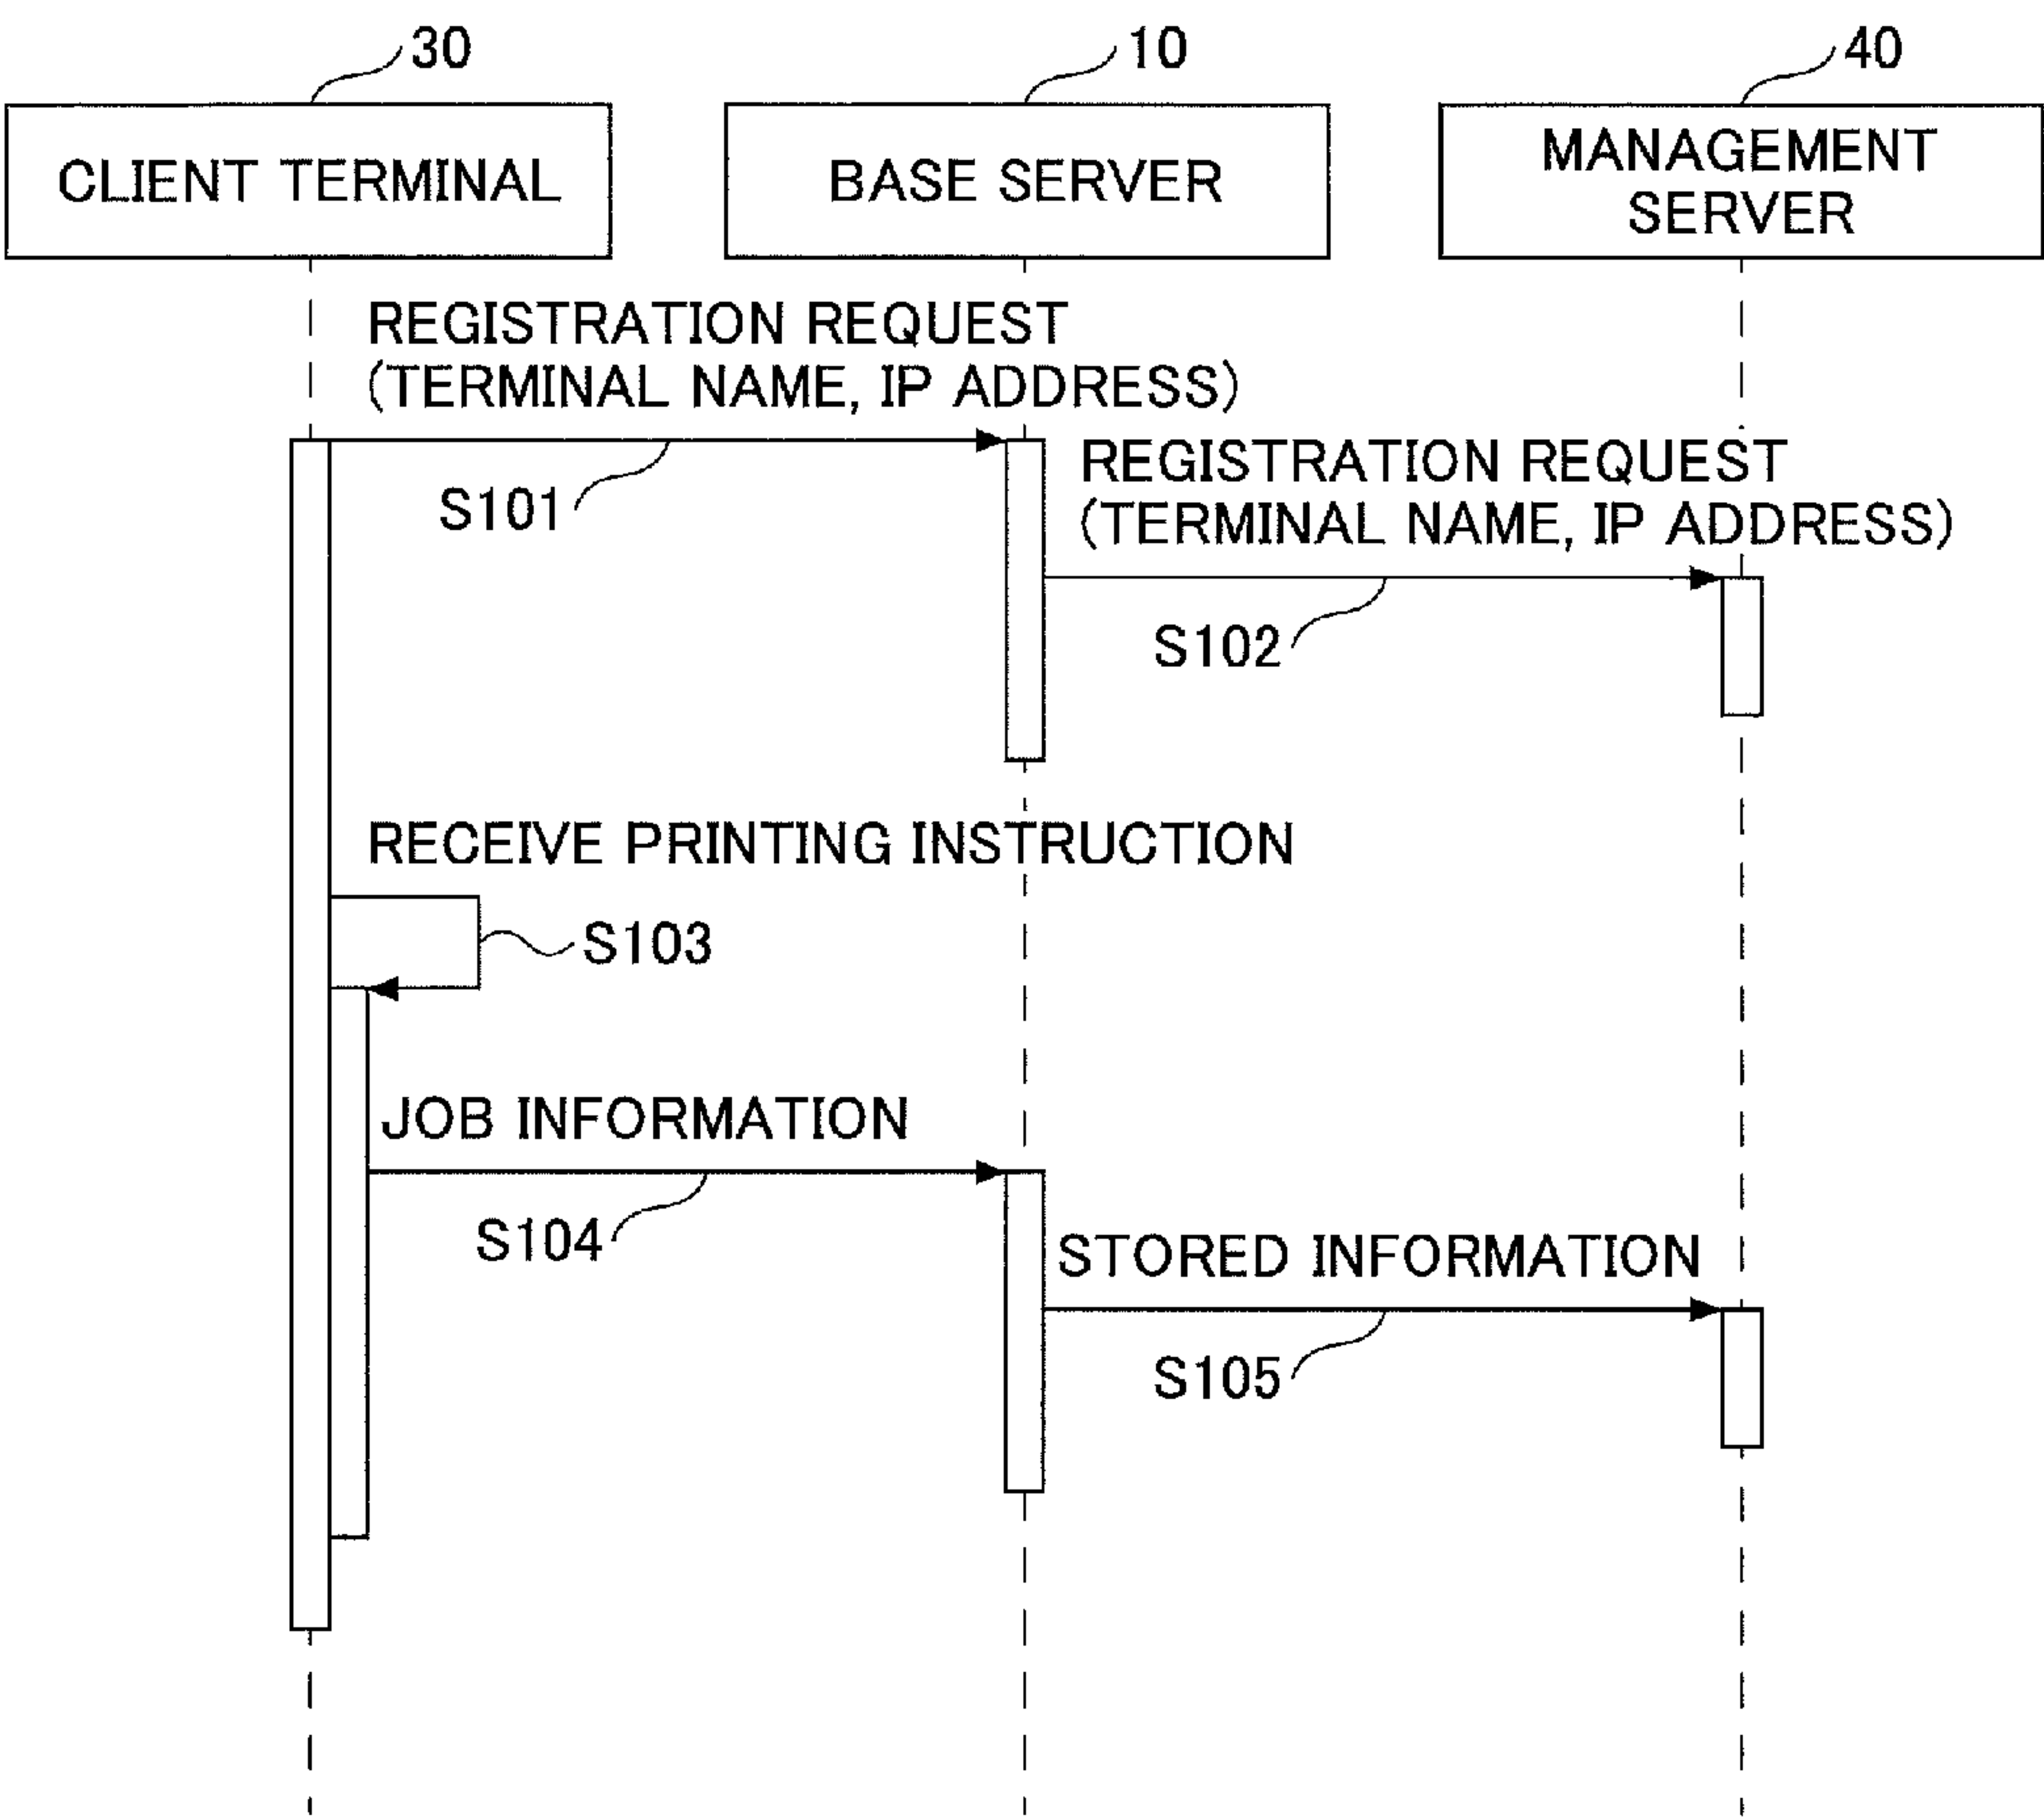 30
10
40
CLIENT TERMINAL
BASE SERVER
MANAGEMENT
SERVER
REGISTRATION REQUEST
(TERMINAL NAME, IP ADDRESS)
S101
REGISTRATION REQUEST
(TERMINAL NAME, IP ADDRESS)
S102
RECEIVE PRINTING INSTRUCTION
S103
JOB INFORMATION
S104
STORED INFORMATION
S105